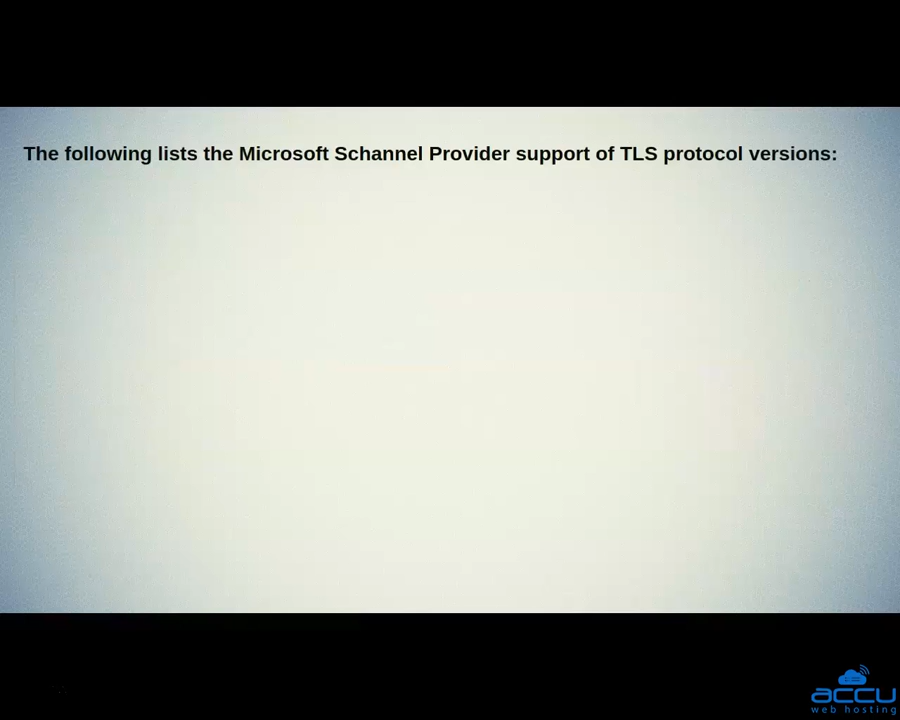 The following lists the Microsoft Schannel Provider support of TLS protocol versions:
accu
web hosting